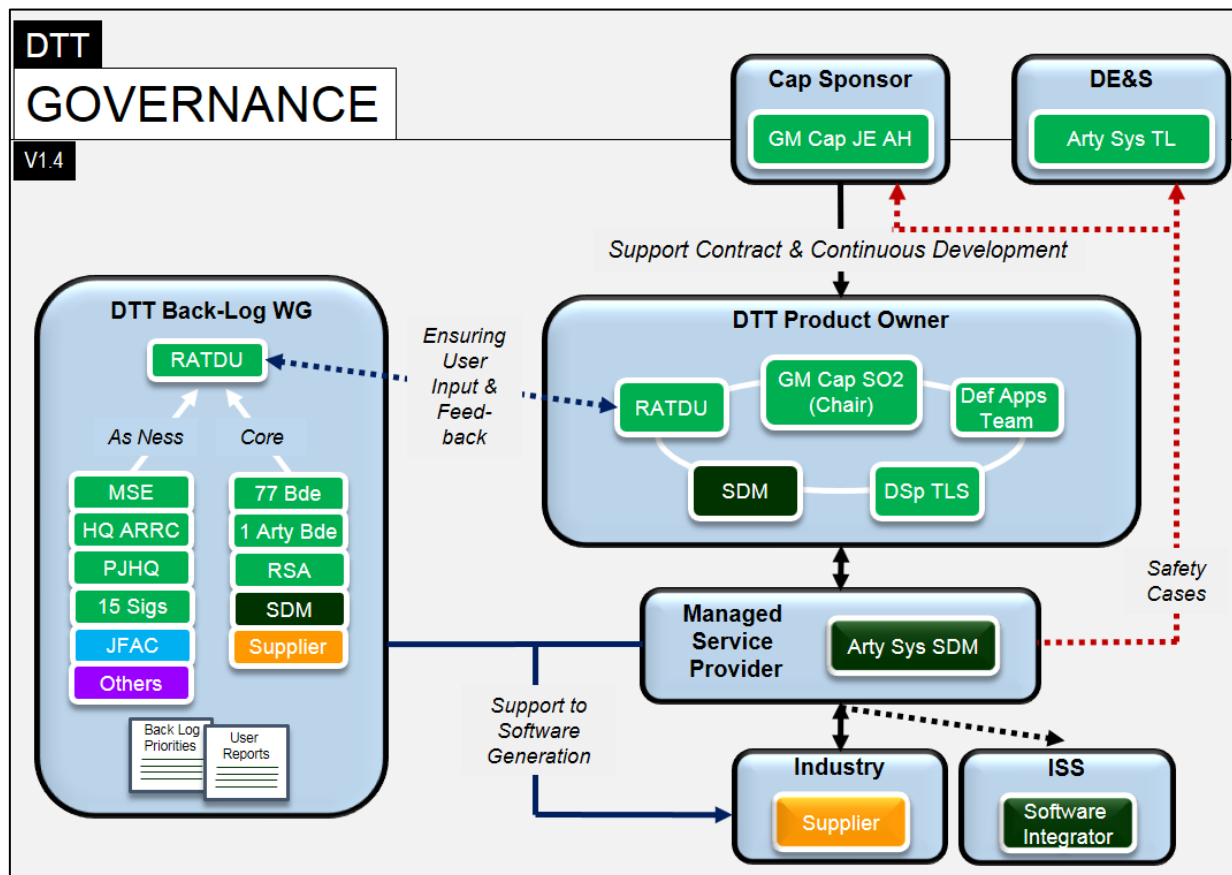 DTT
GOVERNANCE
V1.4
Cap Sponsor
GM Cap JE AH
DE&S
Arty Sys TL
Support Contract & Continuous Development
DTT Back-Log WG
RATDU
As Ness
Core
MSE
HQ ARRC
PJHQ
15 Sigs
JFAC
Others
77 Bde
1 Arty Bde
RSA
SDM
Supplier
Back Log
Priorities
User
Reports
Ensuring
User
Input &
Feed-
back
DTT Product Owner
RATDU
GM Cap SO2
(Chair)
Def Apps
Team
SDM
DSp TLS
Managed
Service
Provider
Arty Sys SDM
Safety
Cases
Support to
Software
Generation
Industry
Supplier
ISS
Software
Integrator